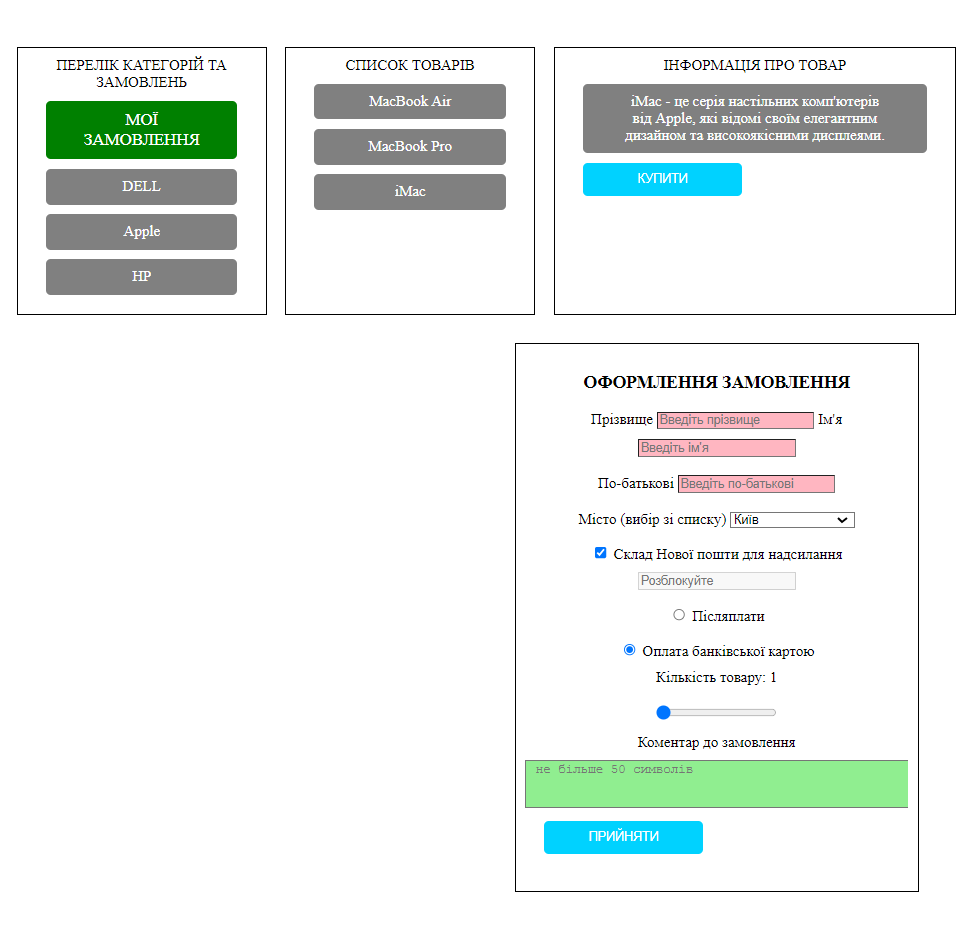 ПЕРЕЛІК КАТЕГОРІЙ ТА
ЗАМОВЛЕНЬ
МОЇ
ЗАМОВЛЕННЯ
DELL
Apple
HP
СПИСОК ТОВАРІВ
MacBook Air
MacBook Pro
iMac
ІНФОРМАЦІЯ ПРО ТОВАР
iMac - це серія настільних комп'ютерів
від Apple, які відомі своїм елегантним
дизайном та високоякісними дисплеями.
КУПИТИ
ОФОРМЛЕННЯ ЗАМОВЛЕННЯ
Прізвище Введіть прізвище Ім'я
Введіть ім'я
По-батькові Введіть по-батькові
Місто (вибір зі списку) Київ
Склад Нової пошти для надсилання
Розблокуйте
Післяплати
Оплата банківської картою
Кількість товару: 1
Коментар до замовлення
не більше 50 символів
ПРИЙНЯТИ